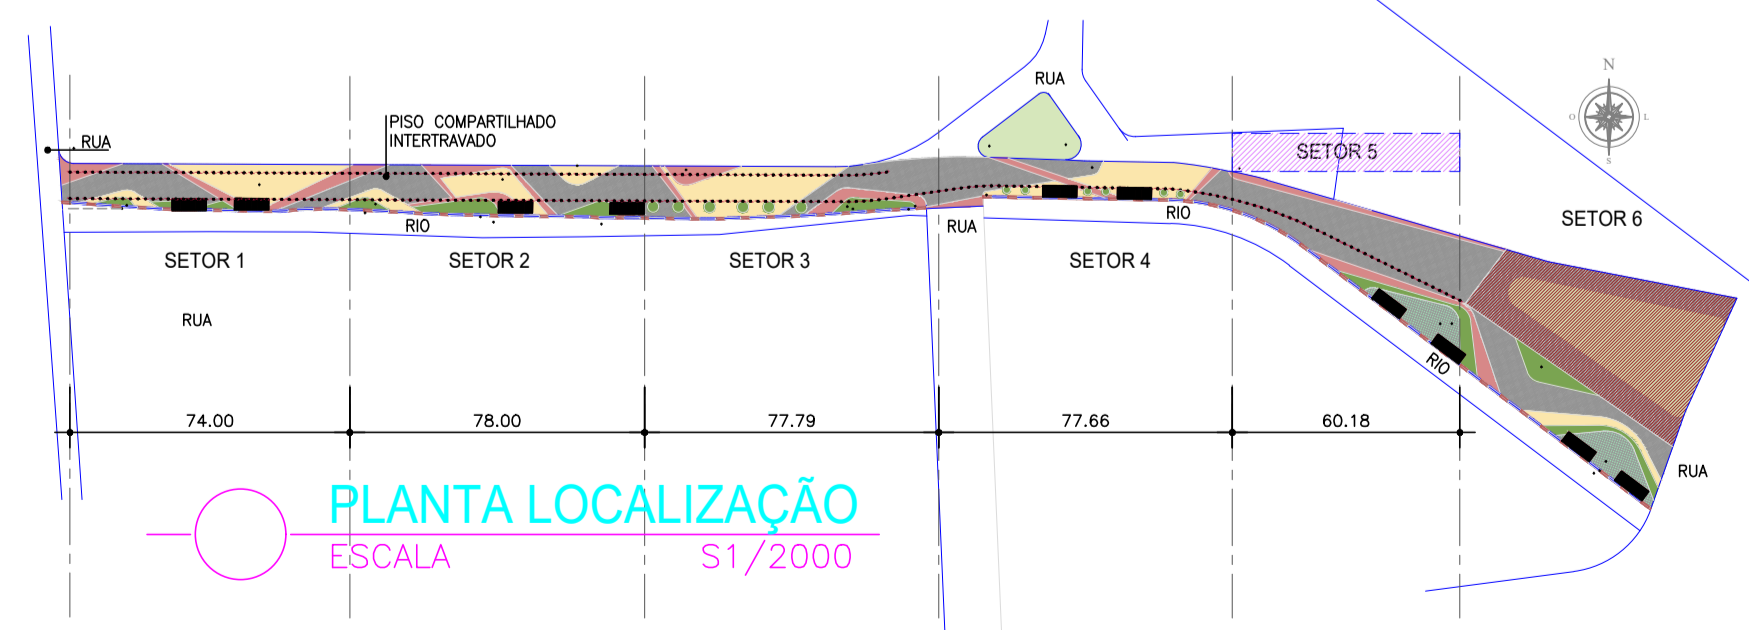 RUA
N
RUA
PISO COMPARTILHADO
INTERTRAVADO
O
L
S
SETOR 5
RIO
RUA
RIO
SETOR 6
SETOR 1
SETOR 2
SETOR 3
SETOR 4
RUA
RIO
74.00
78.00
77.79
77.66
60.18
RUA
PLANTA LOCALIZAÇÃO
ESCALA
S1/2000